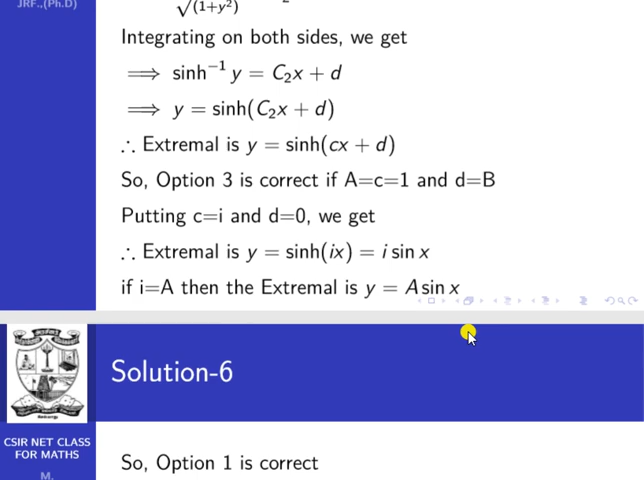 JRF.,(Ph.D)
√(1+y²)
Integrating on both sides, we get
⟹ sinh⁻¹ y = C₂x + d
⟹ y = sinh(C₂x + d)
∴ Extremal is y = sinh(cx + d)
So, Option 3 is correct if A=c=1 and d=B
Putting c=i and d=0, we get
∴ Extremal is y = sinh(ix) = i sin x
if i=A then the Extremal is y = A sin x
Solution-6
CSIR NET CLASS
FOR MATHS
M.
So, Option 1 is correct